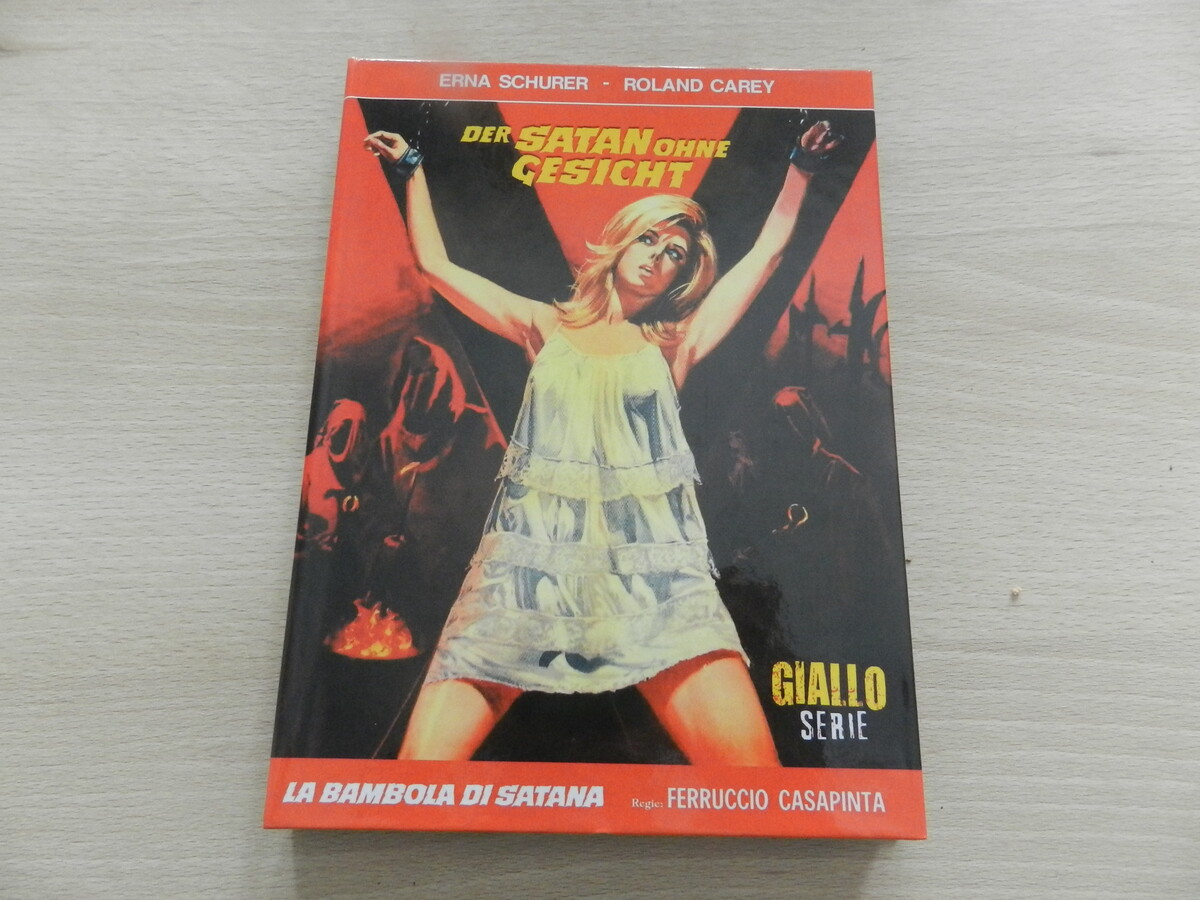 ERNA SCHURER - ROLAND CAREY
DER SATAN OHNE
GESICHT
GIALLO
SERIE
LA BAMBOLA DI SATANA Regie: FERRUCCIO CASAPINTA